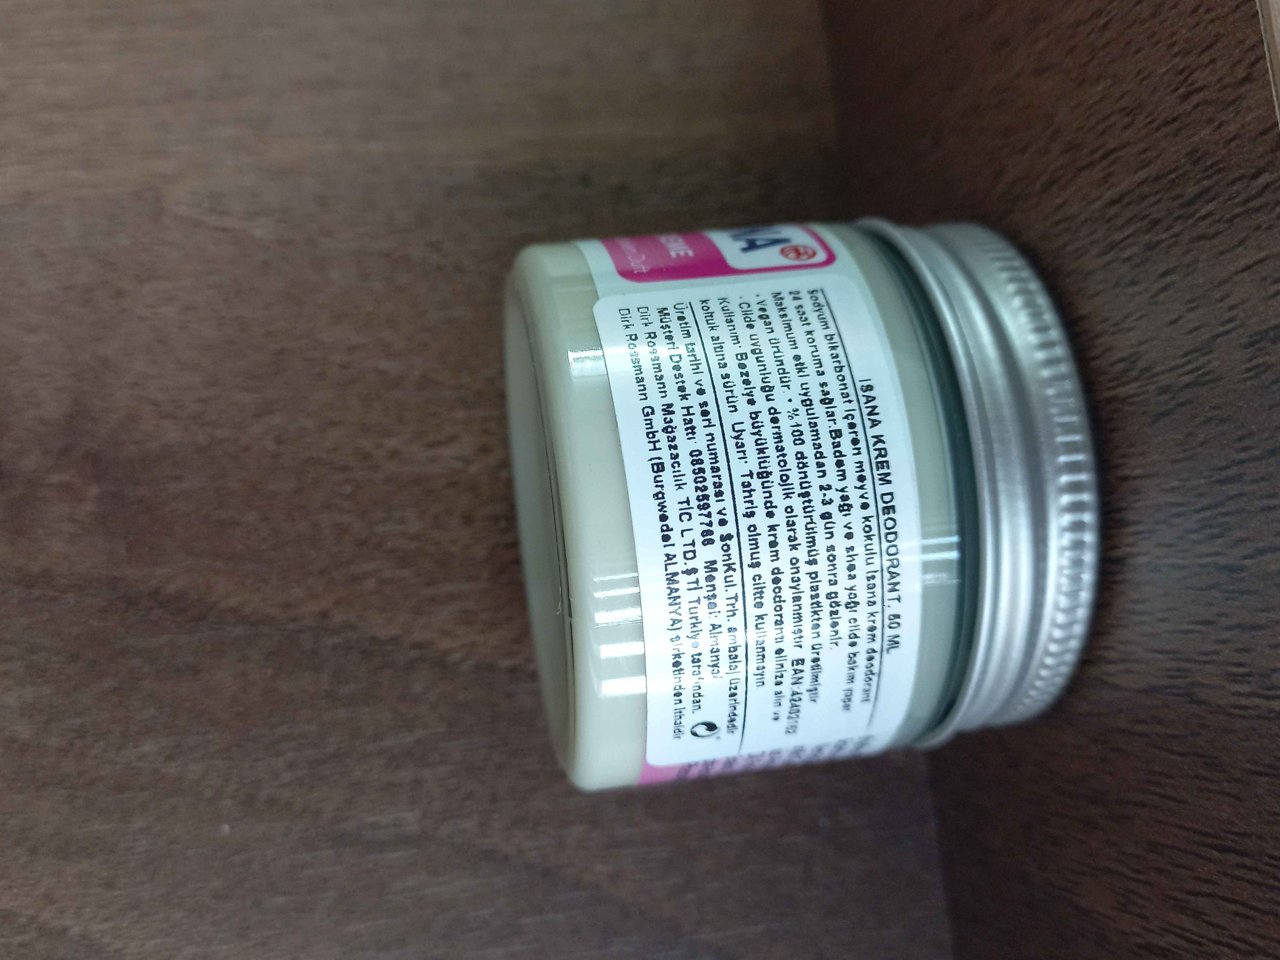 NA
Duft
ISANA KREM DEODORANT, 50 ML
Sodyum bikarbonat içeren meyve kokulu Isana krem deodorant
24 saat koruma sağlar.Badem yağı ve shea yağı cilde bakım yapar
Maksimum etki uygulamadan 2-3 gün sonra gözlenir.
• Vegan üründür. • %100 dönüştürülmüş plastikten üretilmiştir
• Cilde uygunluğu dermatolojik olarak onaylanmıştır EAN:
Kullanım: Bezelye büyüklüğünde krem deodorantı elinize alın ve
koltuk altına sürün Uyarı: Tahriş olmuş ciltte kullanmayın
Üretim tarihi ve seri numarası ve SonKul.Trh. ambalaj üzerindedir
Müşteri Destek Hattı: 08502597766 Menşei: Almanya
Dirk Rossmann Mağazacılık TİC LTD.ŞTİ Türkiye tarafından.
Dirk Rossmann GmbH (Burgwedel ALMANYA) şirketinden ithaldir